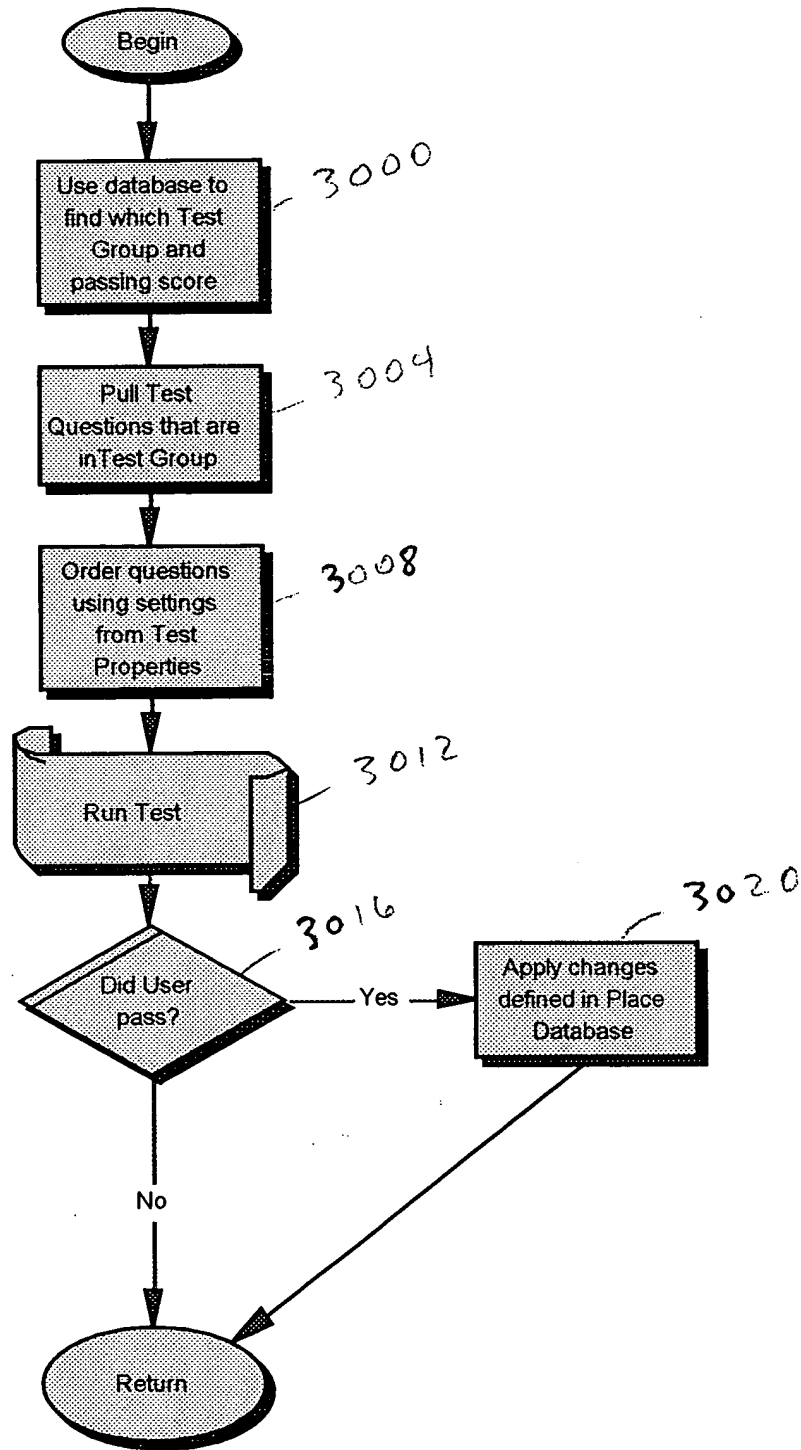 Begin
Use database to
find which Test
Group and
passing score
3000
Pull Test
Questions that are
inTest Group
3004
Order questions
using settings
from Test
Properties
3008
Run Test
3012
Did User
pass?
3016
Yes
Apply changes
defined in Place
Database
3020
No
Return